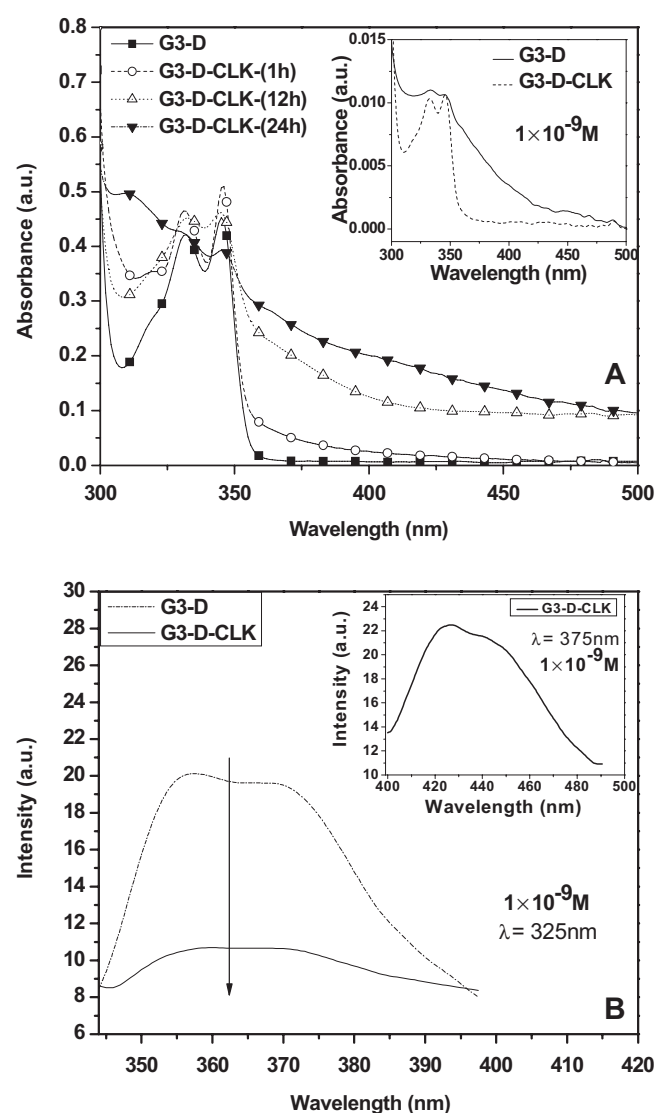 0.8
0.7
0.6
0.5
0.4
0.3
0.2
0.1
0.0
Absorbance (a.u.)
G3-D
G3-D-CLK-(1h)
G3-D-CLK-(12h)
G3-D-CLK-(24h)
0.015
0.010
0.005
0.000
Absorbance (a.u.)
G3-D
G3-D-CLK
1×10⁻⁹M
300 350 400 450 500
Wavelength (nm)
A
300 350 400 450 500
Wavelength (nm)
30
28
26
24
22
20
18
16
14
12
10
8
6
Intensity (a.u.)
G3-D
G3-D-CLK
24
22
20
18
16
14
12
10
Intensity (a.u.)
G3-D-CLK
λ= 375nm
1×10⁻⁹M
400 420 440 460 480 500
Wavelength (nm)
1×10⁻⁹M
λ= 325nm
B
350 360 370 380 390 400 410 420
Wavelength (nm)